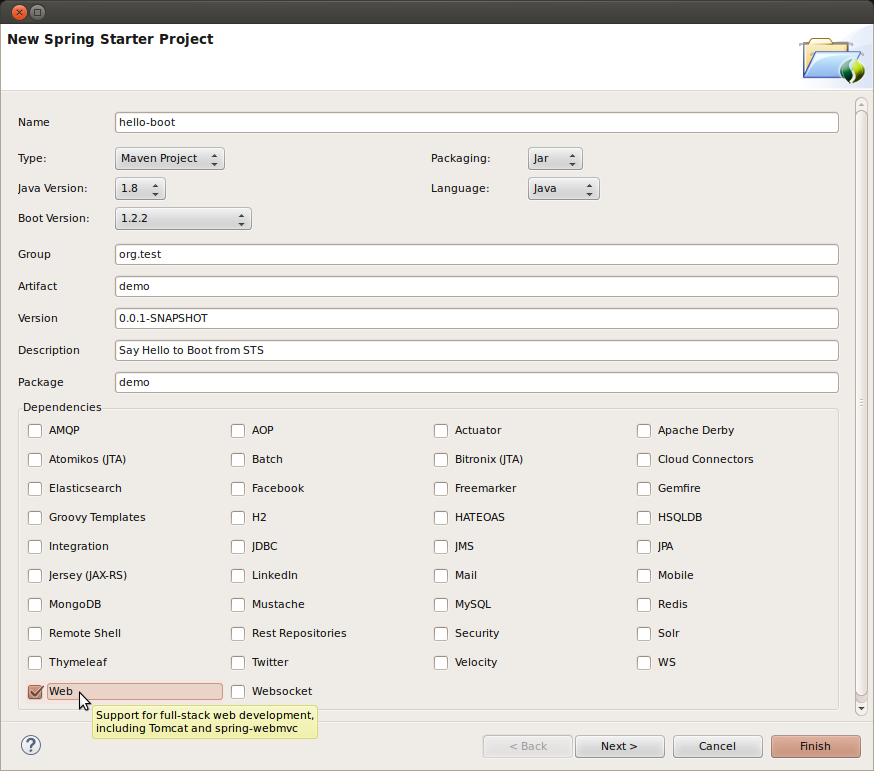 New Spring Starter Project
Name hello-boot
Type: Maven Project Packaging: Jar
Java Version: 1.8 Language: Java
Boot Version: 1.2.2
Group org.test
Artifact demo
Version 0.0.1-SNAPSHOT
Description Say Hello to Boot from STS
Package demo
Dependencies
AMQP AOP Actuator Apache Derby
Atomikos (JTA) Batch Bitronix (JTA) Cloud Connectors
Elasticsearch Facebook Freemarker Gemfire
Groovy Templates H2 HATEOAS HSQLDB
Integration JDBC JMS JPA
Jersey (JAX-RS) LinkedIn Mail Mobile
MongoDB Mustache MySQL Redis
Remote Shell Rest Repositories Security Solr
Thymeleaf Twitter Velocity WS
Web Websocket
Support for full-stack web development,
including Tomcat and spring-webmvc
? < Back Next > Cancel Finish